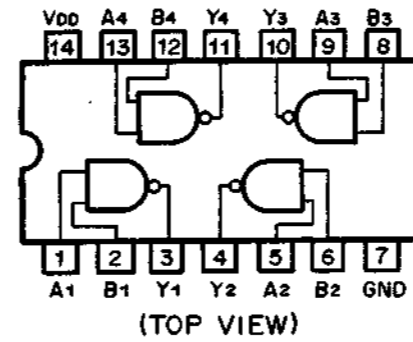 VDD A4 B4 Y4 Y3 A3 B3
14 13 12 11 10 9 8
1 2 3 4 5 6 7
A1 B1 Y1 Y2 A2 B2 GND
(TOP VIEW)